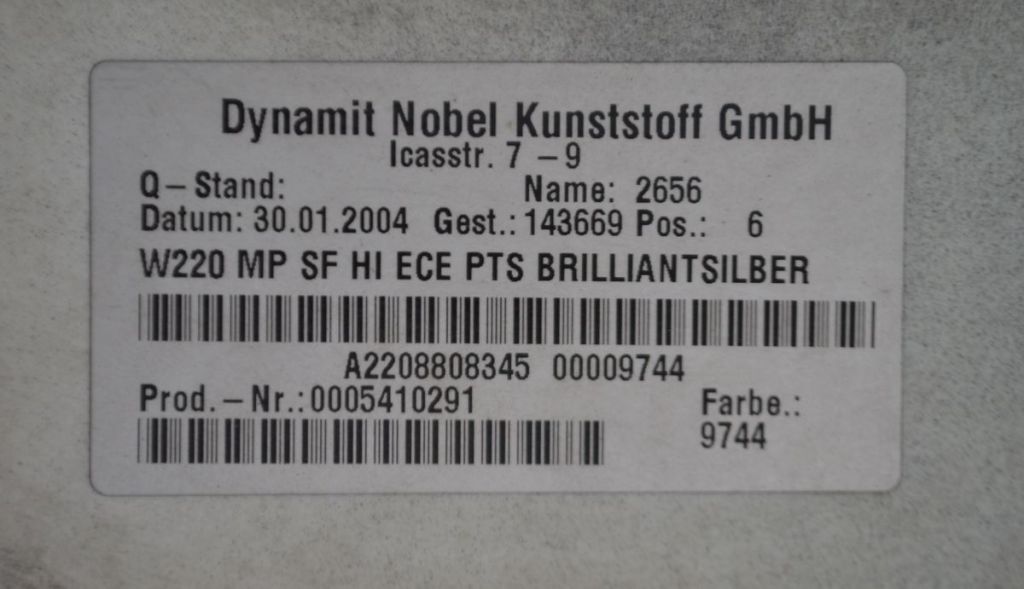 Dynamit Nobel Kunststoff GmbH
Icasstr. 7 – 9
Q – Stand: Name: 2656
Datum: 30.01.2004 Gest.: 143669 Pos.: 6
W220 MP SF HI ECE PTS BRILLIANTSILBER
A2208808345 00009744
Prod. – Nr.: 0005410291 Farbe.:
9744